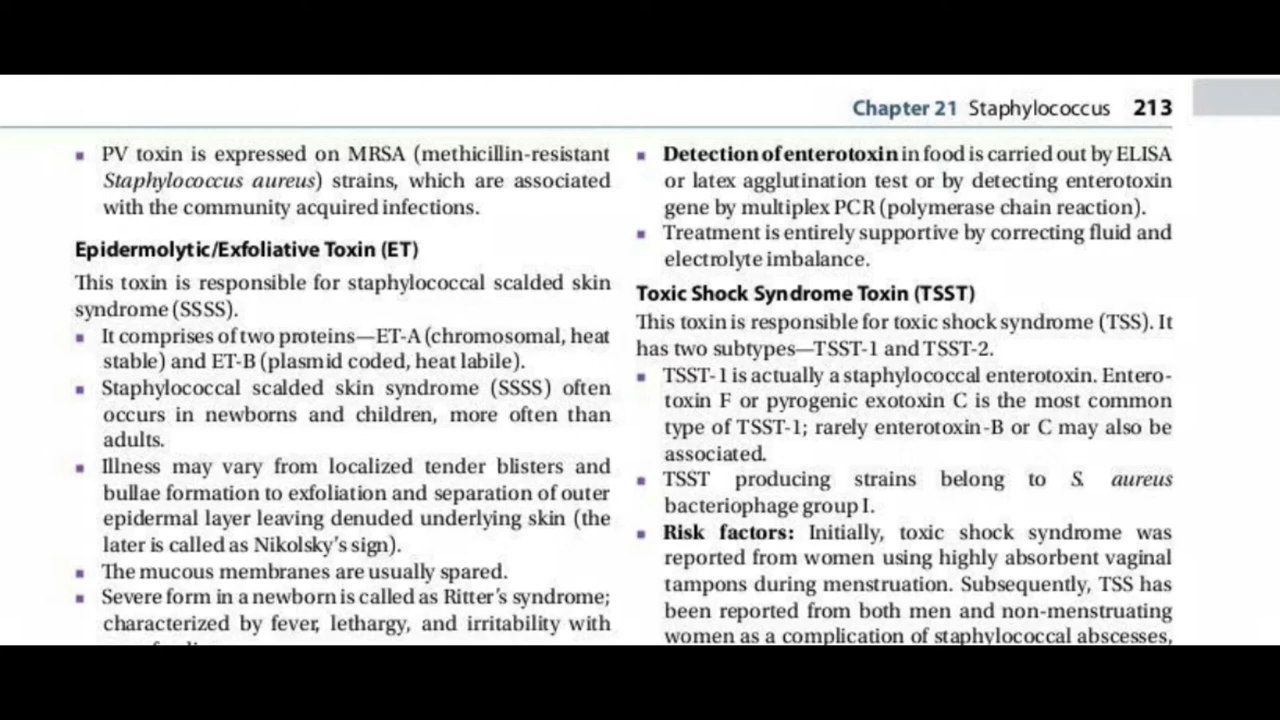 Chapter 21 Staphylococcus 213
▪ PV toxin is expressed on MRSA (methicillin-resistant
Staphylococcus aureus) strains, which are associated
with the community acquired infections.
Epidermolytic/Exfoliative Toxin (ET)
This toxin is responsible for staphylococcal scalded skin
syndrome (SSSS).
▪ It comprises of two proteins—ET-A (chromosomal, heat
stable) and ET-B (plasmid coded, heat labile).
▪ Staphylococcal scalded skin syndrome (SSSS) often
occurs in newborns and children, more often than
adults.
▪ Illness may vary from localized tender blisters and
bullae formation to exfoliation and separation of outer
epidermal layer leaving denuded underlying skin (the
later is called as Nikolsky's sign).
▪ The mucous membranes are usually spared.
▪ Severe form in a newborn is called as Ritter's syndrome;
characterized by fever, lethargy, and irritability with
▪ Detection of enterotoxin in food is carried out by ELISA
or latex agglutination test or by detecting enterotoxin
gene by multiplex PCR (polymerase chain reaction).
▪ Treatment is entirely supportive by correcting fluid and
electrolyte imbalance.
Toxic Shock Syndrome Toxin (TSST)
This toxin is responsible for toxic shock syndrome (TSS). It
has two subtypes—TSST-1 and TSST-2.
▪ TSST-1 is actually a staphylococcal enterotoxin. Entero-
toxin F or pyrogenic exotoxin C is the most common
type of TSST-1; rarely enterotoxin-B or C may also be
associated.
▪ TSST producing strains belong to S. aureus
bacteriophage group I.
▪ Risk factors: Initially, toxic shock syndrome was
reported from women using highly absorbent vaginal
tampons during menstruation. Subsequently, TSS has
been reported from both men and non-menstruating
women as a complication of staphylococcal abscesses,